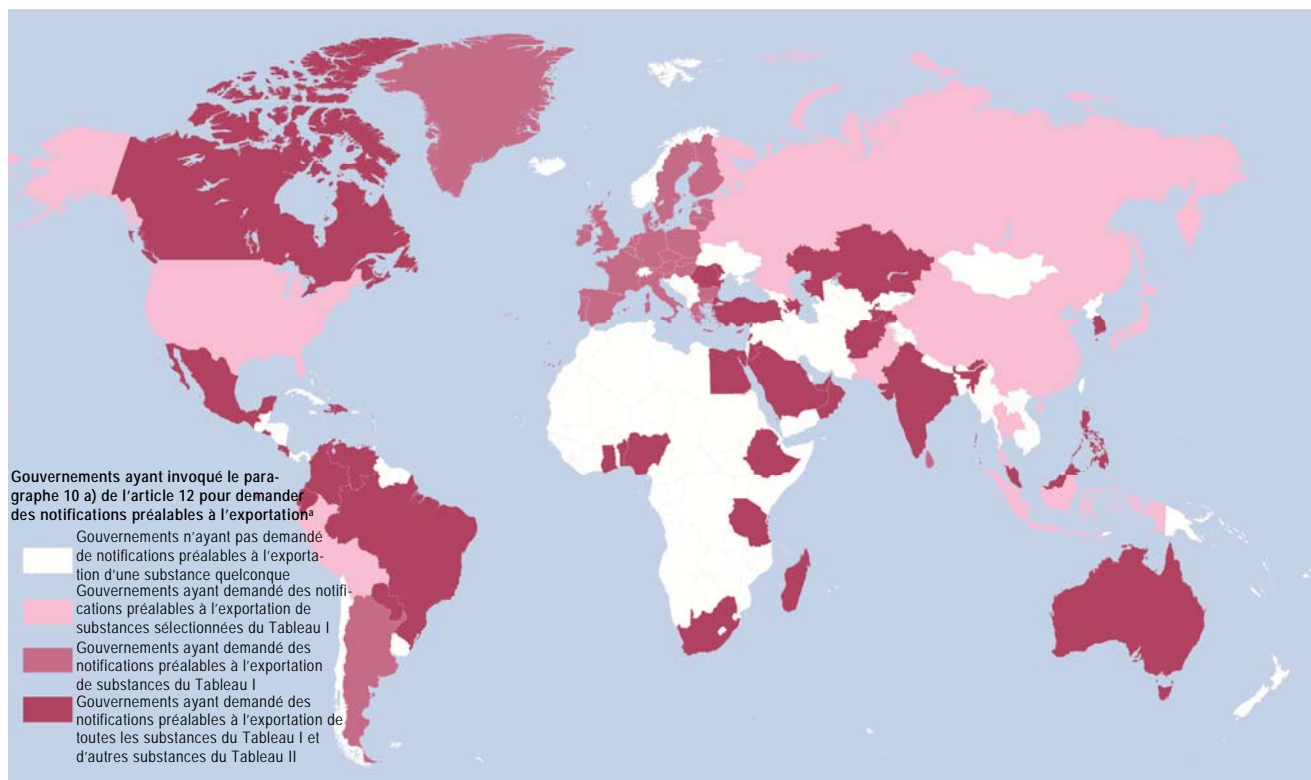 Gouvernements ayant invoqué le para-
graphe 10 a) de l'article 12 pour demander
des notifications préalables à l'exportationᵃ
Gouvernements n'ayant pas demandé
de notifications préalables à l'exporta-
tion d'une substance quelconque
Gouvernements ayant demandé des notifi-
cations préalables à l'exportation de
substances sélectionnées du Tableau I
Gouvernements ayant demandé des
notifications préalables à l'exportation
de substances du Tableau I
Gouvernements ayant demandé des
notifications préalables à l'exportation de
toutes les substances du Tableau I et
d'autres substances du Tableau II